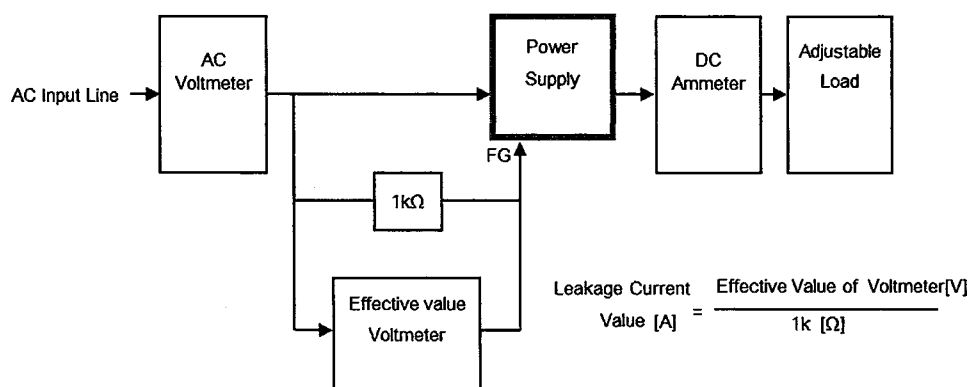 AC
Voltmeter
AC Input Line
Power
Supply
DC
Ammeter
Adjustable
Load
FG
1kΩ
Effective value
Voltmeter
Leakage Current
Value [A]
=
Effective Value of Voltmeter[V]
1k [Ω]